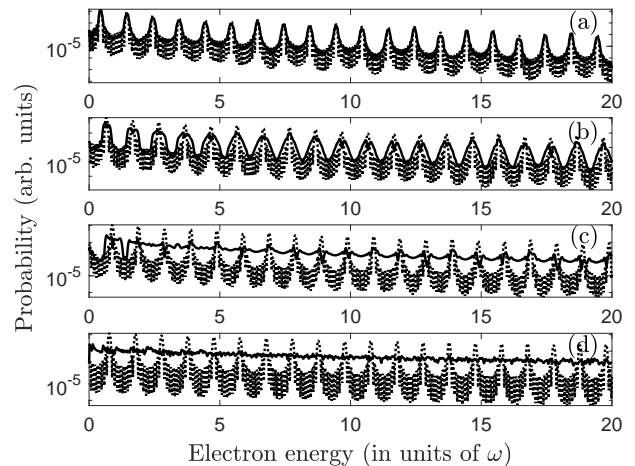 (a)
10⁻⁵
0 5 10 15 20
(b)
10⁻⁵
0 5 10 15 20
(c)
10⁻⁵
0 5 10 15 20
(d)
10⁻⁵
0 5 10 15 20
Probability (arb. units)
Electron energy (in units of ω)